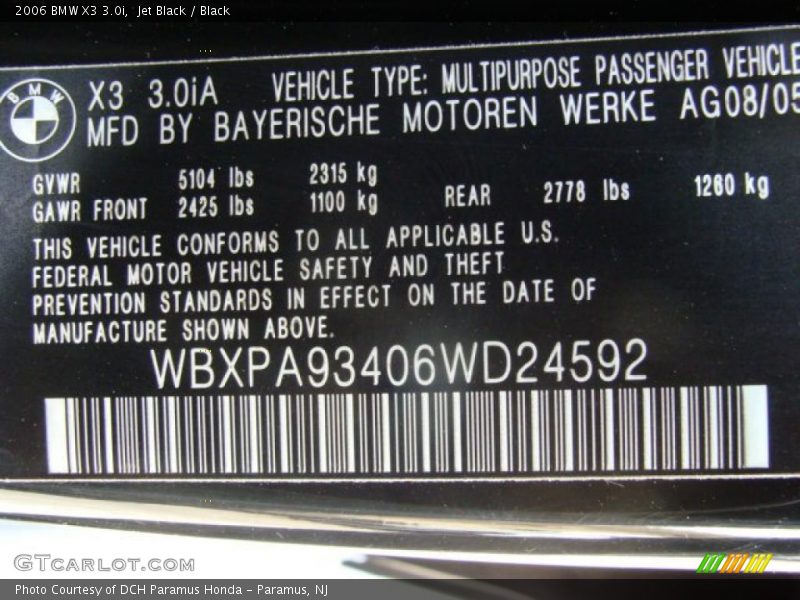 2006 BMW X3 3.0i, Jet Black / Black
BMW
X3 3.0iA VEHICLE TYPE: MULTIPURPOSE PASSENGER VEHICLE
MFD BY BAYERISCHE MOTOREN WERKE AG08/05
GVWR 5104 lbs 2315 kg
GAWR FRONT 2425 lbs 1100 kg REAR 2778 lbs 1260 kg
THIS VEHICLE CONFORMS TO ALL APPLICABLE U.S.
FEDERAL MOTOR VEHICLE SAFETY AND THEFT
PREVENTION STANDARDS IN EFFECT ON THE DATE OF
MANUFACTURE SHOWN ABOVE.
WBXPA93406WD24592
GTCARLOT.COM
Photo Courtesy of DCH Paramus Honda - Paramus, NJ